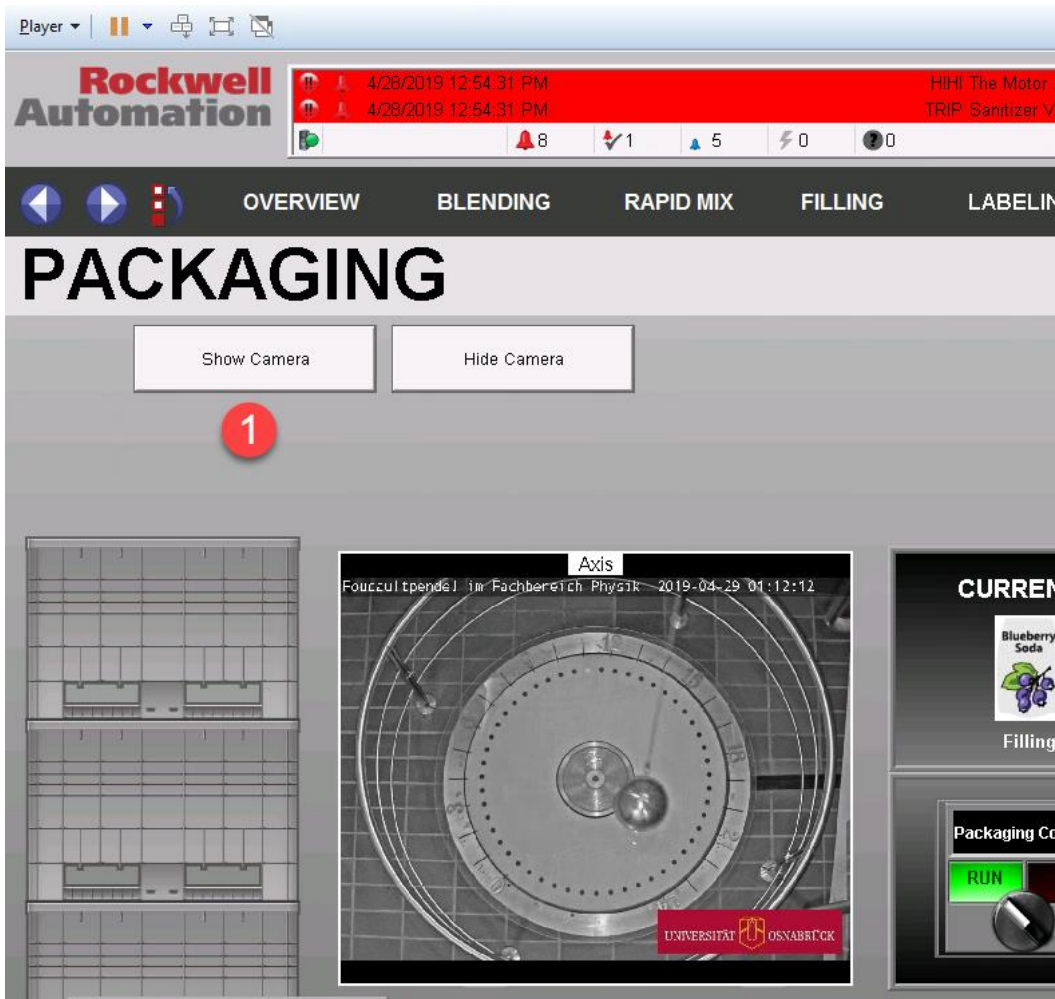 Player
Rockwell
Automation
4/28/2019 12:54:31 PM HIHI The Motor
4/28/2019 12:54:31 PM TRIP Sanitizer V
8 1 5 0 ? 0
OVERVIEW BLENDING RAPID MIX FILLING LABELIN
PACKAGING
Show Camera Hide Camera
1
Axis
Fouccultpendel im Fachbereich Physik 2019-04-29 01:12:12
CURREN
Blueberry
Soda
Filling
Packaging Co
RUN
UNIVERSITÄT OSNABRÜCK